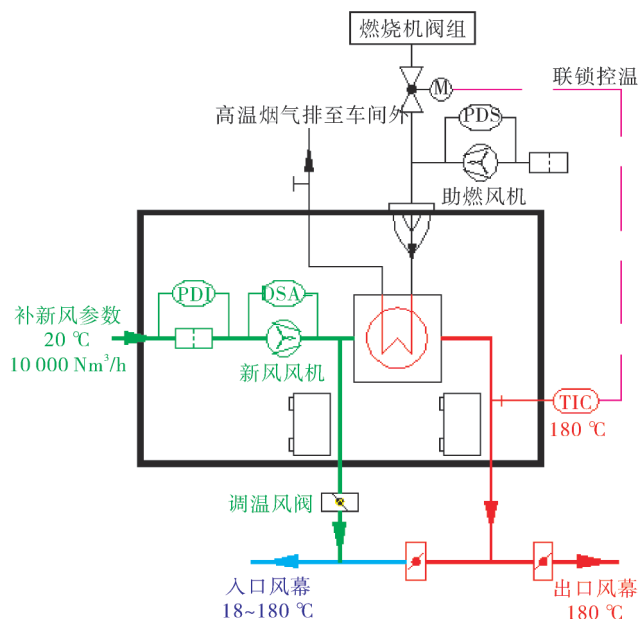 燃烧机阀组
联锁控温
M
高温烟气排至车间外
PDS
助燃风机
PDI
DSA
补新风参数
20 ℃
10 000 Nm³/h
新风风机
TIC
180 ℃
调温风阀
入口风幕
18~180 ℃
出口风幕
180 ℃